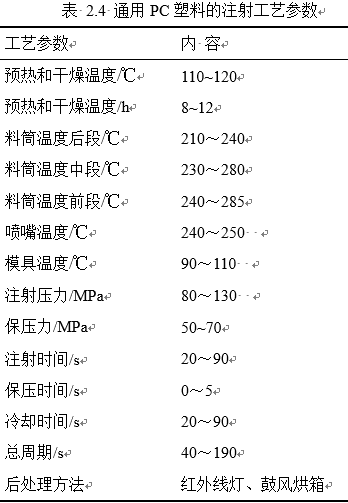 表 2.4 通用 PC 塑料的注射工艺参数
工艺参数 内 容
预热和干燥温度/℃ 110~120
预热和干燥温度/h 8~12
料筒温度后段/℃ 210～240
料筒温度中段/℃ 230～280
料筒温度前段/℃ 240～285
喷嘴温度/℃ 240～250
模具温度/℃ 90～110
注射压力/MPa 80～130
保压力/MPa 50~70
注射时间/s 20～90
保压时间/s 0～5
冷却时间/s 20～90
总周期/s 40～190
后处理方法 红外线灯、鼓风烘箱